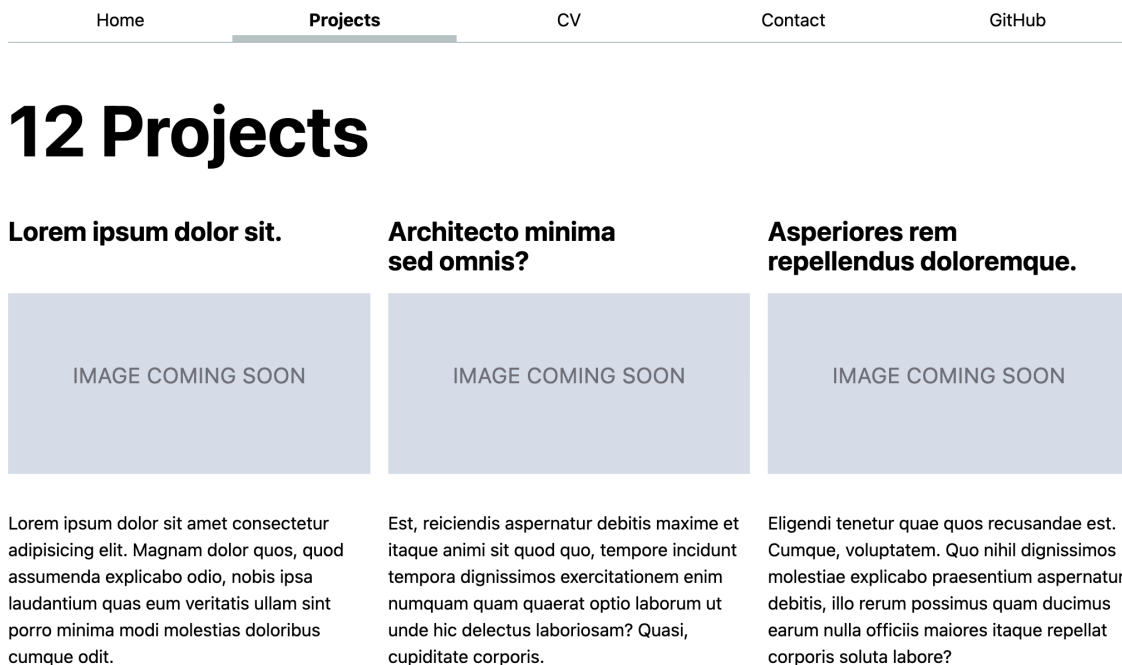 Home Projects CV Contact GitHub
12 Projects
Lorem ipsum dolor sit.
IMAGE COMING SOON
Lorem ipsum dolor sit amet consectetur
adipisicing elit. Magnam dolor quos, quod
assumenda explicabo odio, nobis ipsa
laudantium quas eum veritatis ullam sint
porro minima modi molestias doloribus
cumque odit.
Architecto minima
sed omnis?
IMAGE COMING SOON
Est, reiciendis aspernatur debitis maxime et
itaque animi sit quod quo, tempore incidunt
tempora dignissimos exercitationem enim
numquam quam quaerat optio laborum ut
unde hic delectus laboriosam? Quasi,
cupiditate corporis.
Asperiores rem
repellendus doloremque.
IMAGE COMING SOON
Eligendi tenetur quae quos recusandae est.
Cumque, voluptatem. Quo nihil dignissimos
molestiae explicabo praesentium aspernatur
debitis, illo rerum possimus quam ducimus
earum nulla officiis maiores itaque repellat
corporis soluta labore?